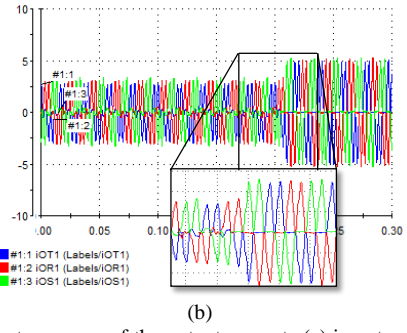 10
#1:1
5
#1:3
0
#1:2
-5
-10
.00 0.05 0.10 5 0.30
#1:1 iOT1 (Labels/iOT1)
#1:2 iOR1 (Labels/iOR1)
#1:3 iOS1 (Labels/iOS1)
(b)